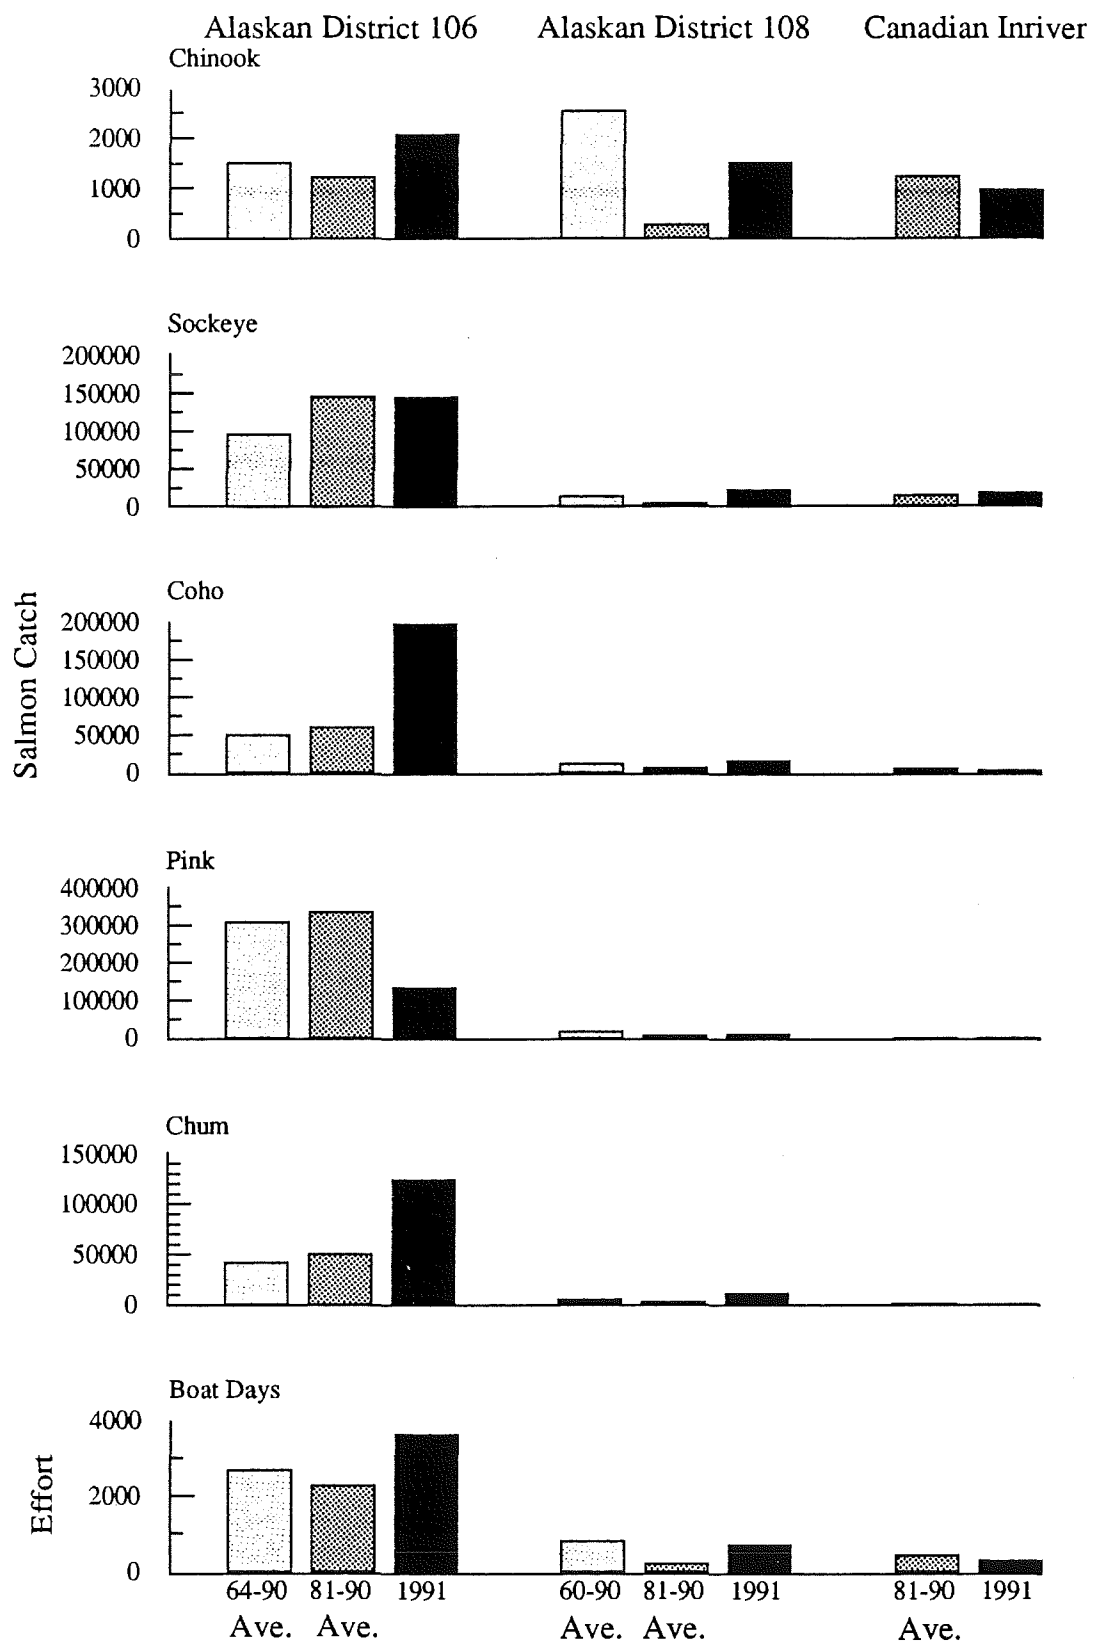 Alaskan District 106 Alaskan District 108 Canadian Inriver
Chinook
3000
2000
1000
0
Sockeye
200000
150000
100000
50000
0
Coho
200000
150000
100000
50000
0
Salmon Catch
Pink
400000
300000
200000
100000
0
Chum
150000
100000
50000
0
Boat Days
4000
2000
0
Effort
64-90 81-90 1991 60-90 81-90 1991 81-90 1991
Ave. Ave. Ave. Ave. Ave.